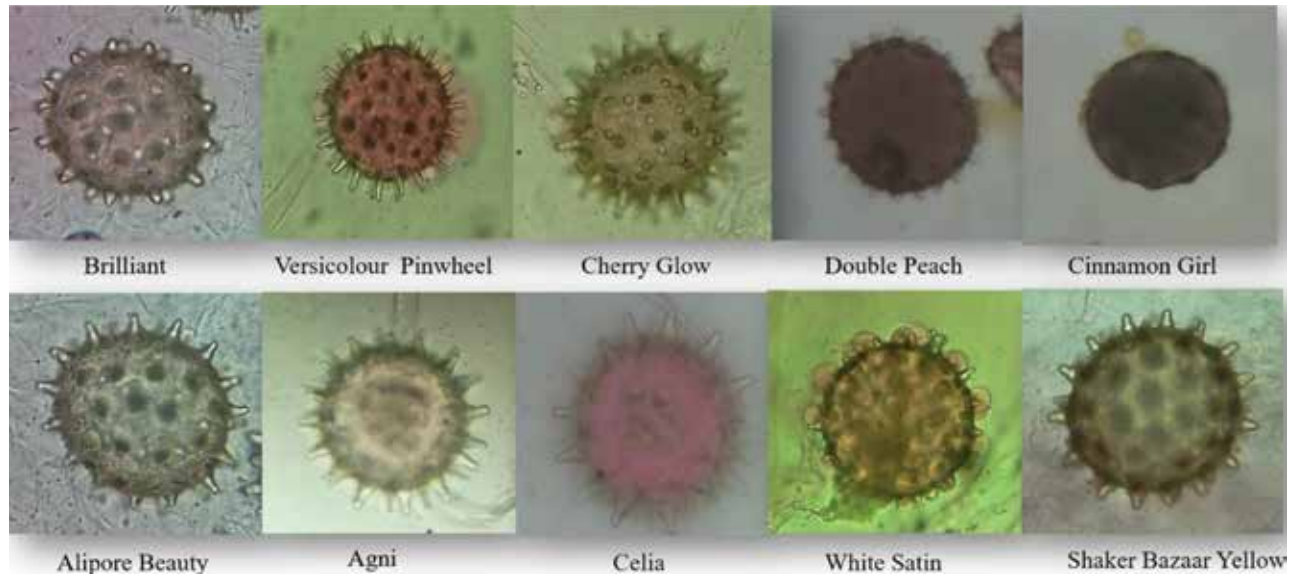 Brilliant
Versicolour Pinwheel
Cherry Glow
Double Peach
Cinnamon Girl
Alipore Beauty
Agni
Celia
White Satin
Shaker Bazaar Yellow